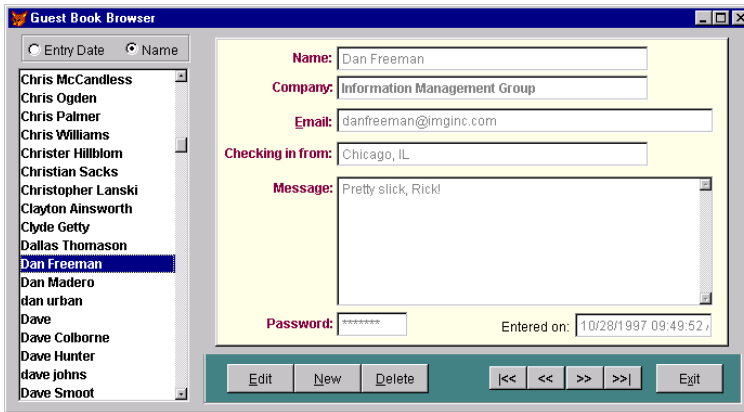 Guest Book Browser
Entry Date Name
Chris McCandless
Chris Ogden
Chris Palmer
Chris Williams
Christer Hillblom
Christian Sacks
Christopher Lanski
Clayton Ainsworth
Clyde Getty
Dallas Thomason
Dan Freeman
Dan Madero
dan urban
Dave
Dave Colborne
Dave Hunter
dave johns
Dave Smoot
Name: Dan Freeman
Company: Information Management Group
Email: danfreeman@imginc.com
Checking in from: Chicago, IL
Message: Pretty slick, Rick!
Password: *******
Entered on: 10/28/1997 09:49:52
Edit New Delete |<< << >> >>| Exit